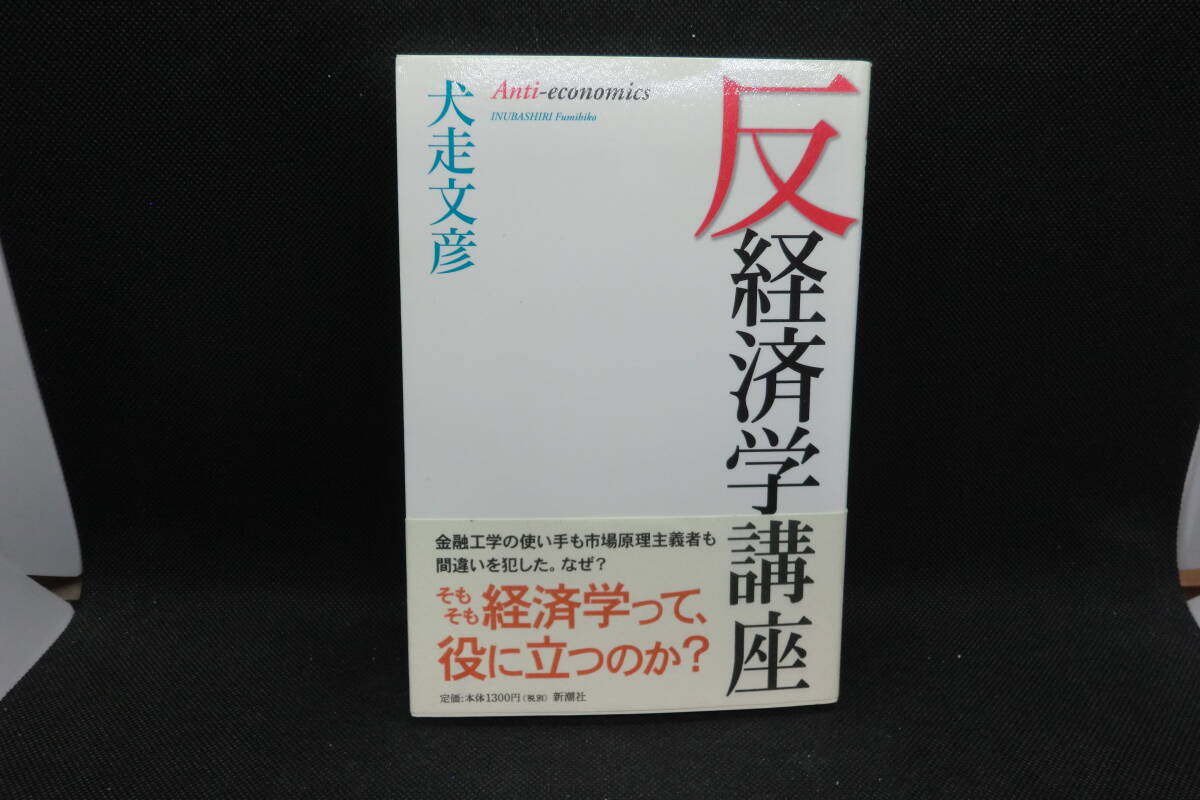 反経済学講座
Anti-economics
INUBASHIRI Fumihiko
犬走文彦
金融工学の使い手も市場原理主義者も
間違いを犯した。なぜ?
そもそも経済学って、
役に立つのか?
定価:本体1300円(税別) 新潮社